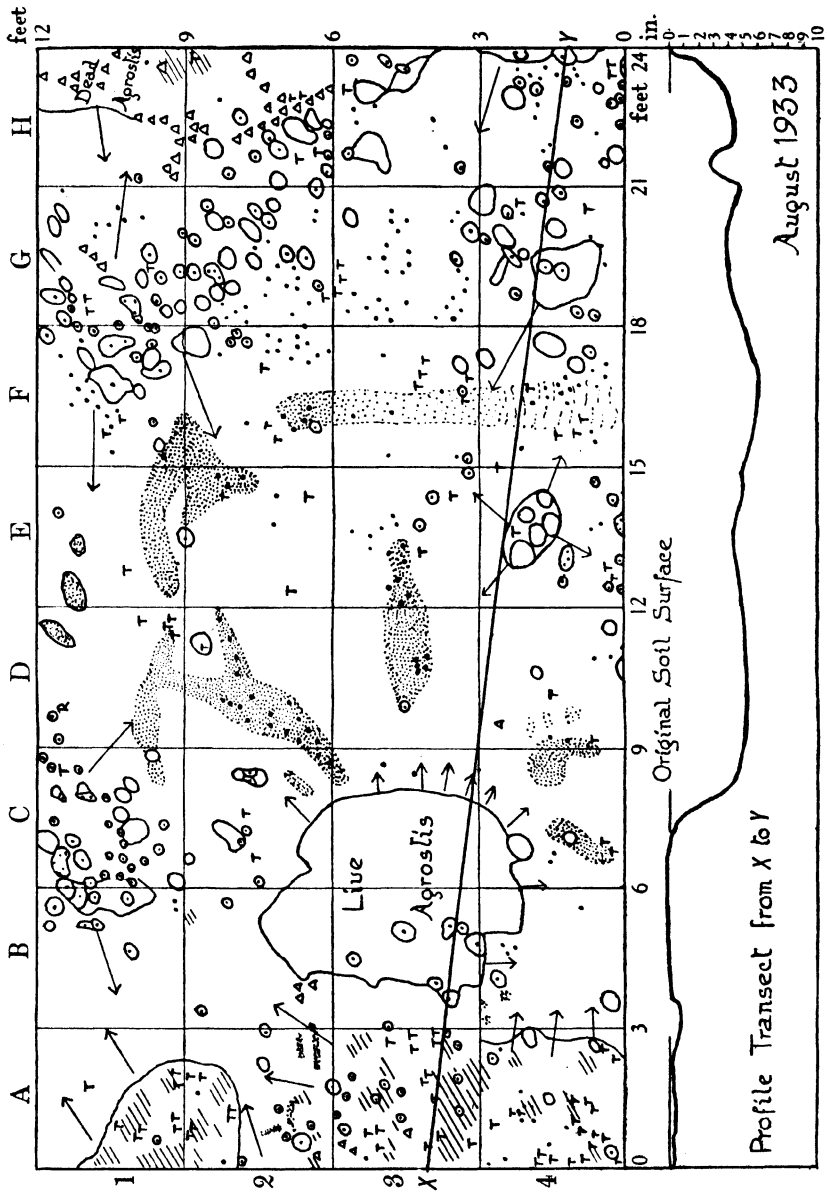 A B C D E F G H
feet
12
9
6
3
0
1
2
3
4
X
Y
Dead
Agrostis
Live
Agrostis
0 3 6 9 12 15 18 21 feet 24
in.
0
1
2
3
4
5
6
7
8
9
10
Original Soil Surface
Profile Transect from X to Y
August 1933